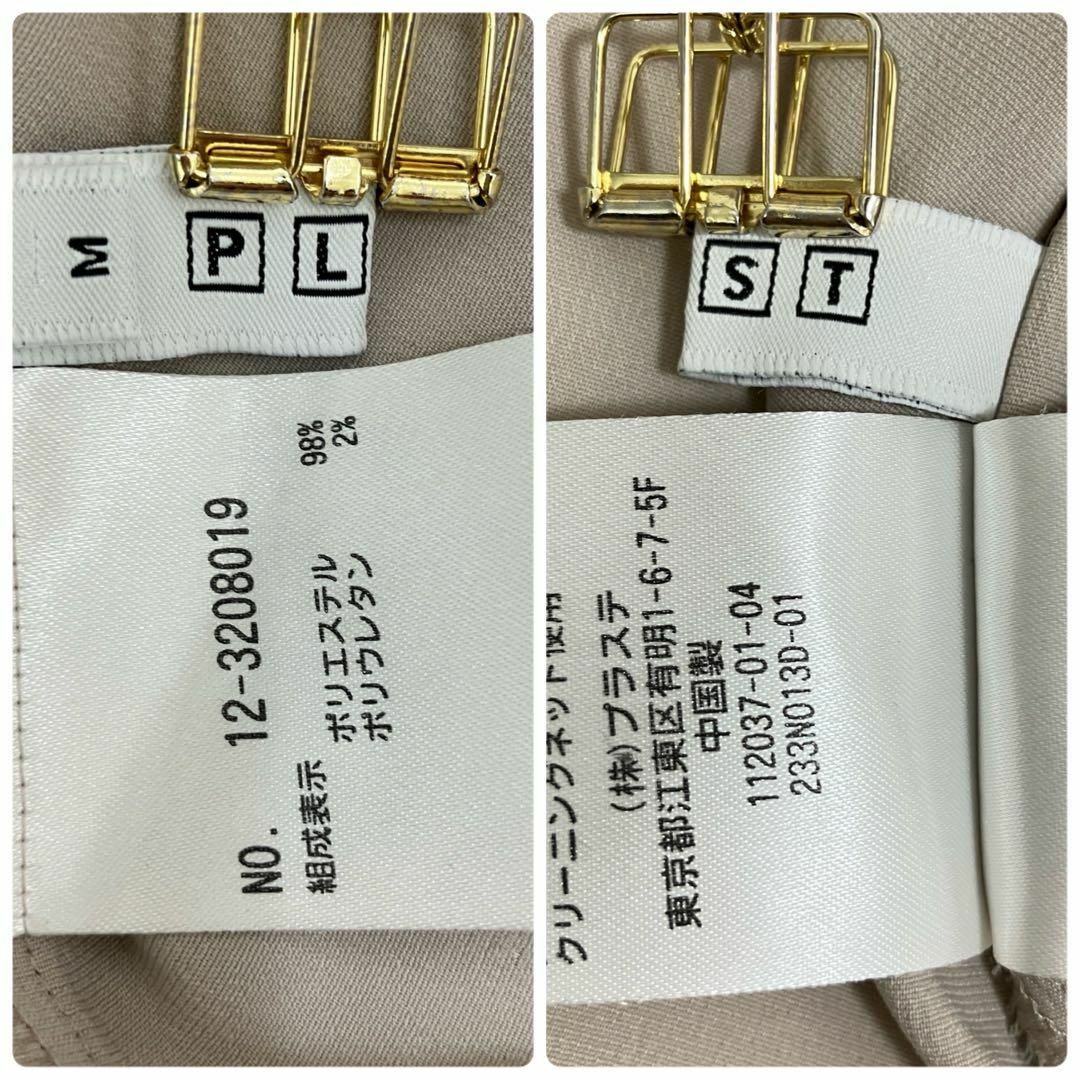 M P L
NO. 12-3208019
組成表示
ポリエステル 98%
ポリウレタン 2%
S T
クリーニングネット使用
(株)プラステ
東京都江東区有明1-6-7-5F
中国製
112037-01-04
233N013D-01